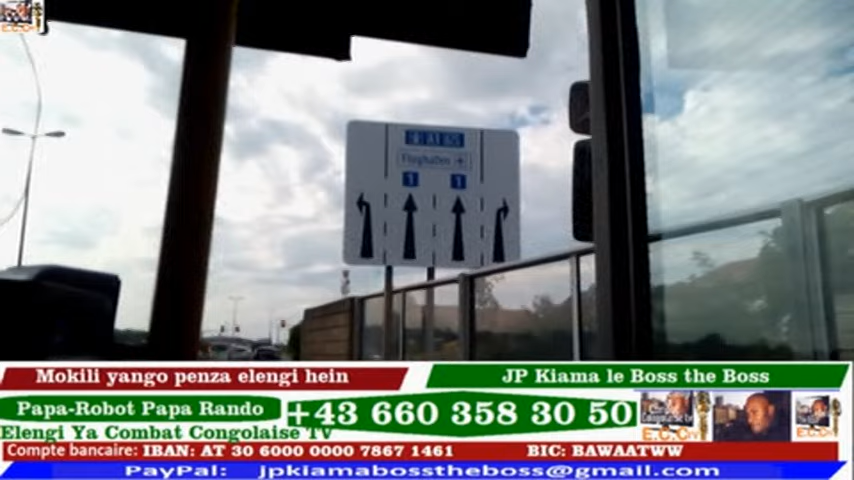 E.C.C
A1 E60
Flughafen
1 1
Mokili yango penza elengi hein
JP Kiama le Boss the Boss
Papa-Robot Papa Rando
+43 660 358 30 50
Elengi Ya Combat Congolaise TV
E.C.C
Compte bancaire: IBAN: AT 30 6000 0000 7867 1461 BIC: BAWAATWW
PayPal: jpkiamabosstheboss@gmail.com